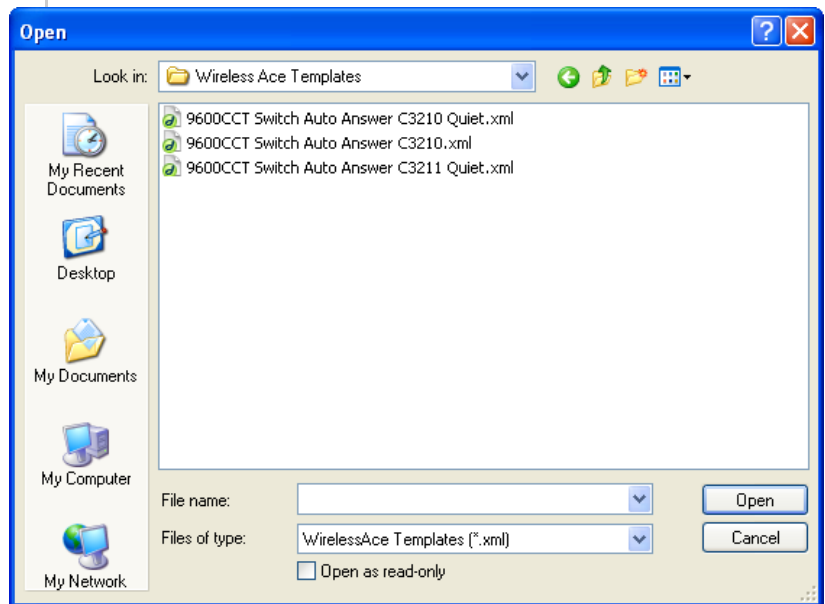 Open
Look in:
Wireless Ace Templates
My Recent
Documents
Desktop
My Documents
My Computer
My Network
9600CCT Switch Auto Answer C3210 Quiet.xml
9600CCT Switch Auto Answer C3210.xml
9600CCT Switch Auto Answer C3211 Quiet.xml
File name:
Open
Files of type:
WirelessAce Templates (*.xml)
Cancel
Open as read-only